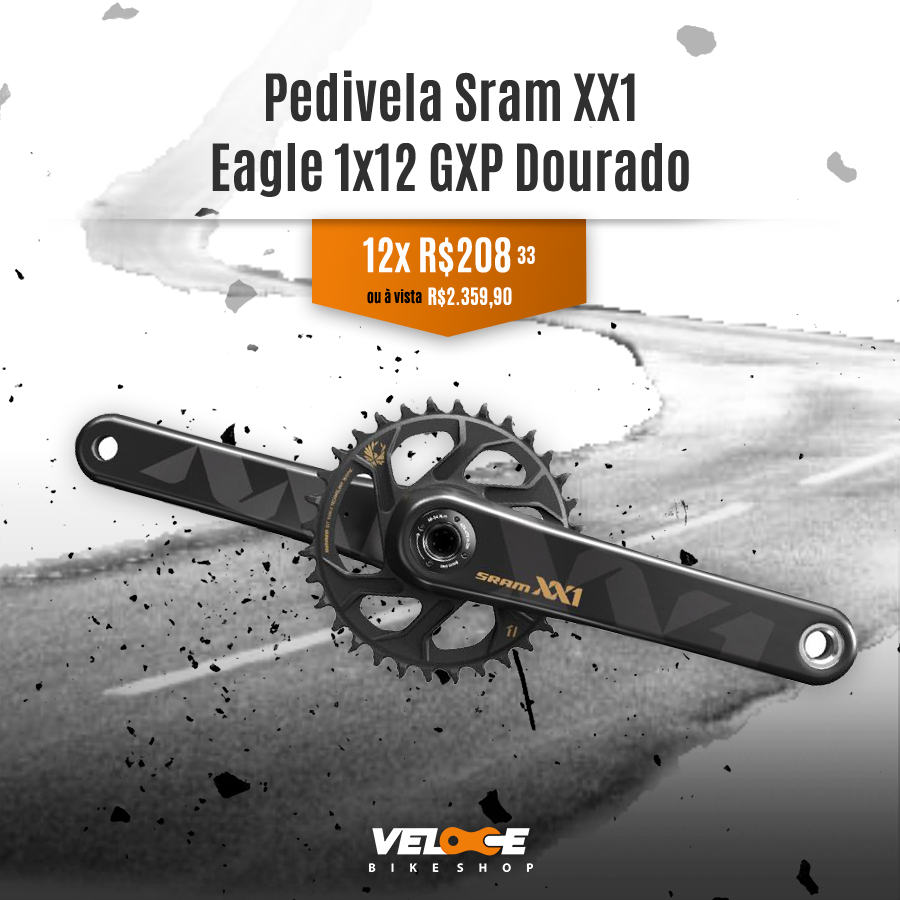 Pedivela Sram XX1
Eagle 1x12 GXP Dourado
12x R$208 33
ou à vista R$2.359,90
SRAM XX1
VELOCE
BIKESHOP